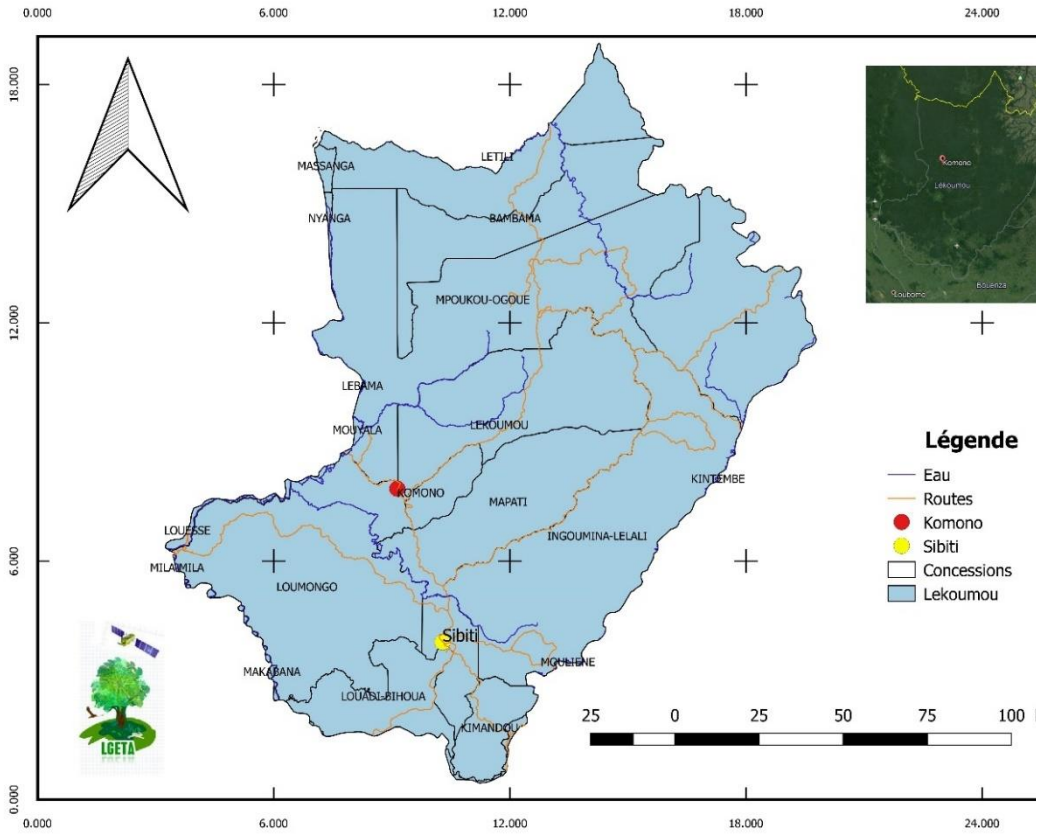 0.000 6.000 12.000 18.000 24.000
18.000
12.000
6.000
0.000
MASSANGA
LETILI
NYANGA
BAMBAMA
MPOUKOU-OGOUE
LEBAMA
MOUYALA
LEKOUMOU
KOMONO
MAPATI
KINTEMBE
LOUESSE
INGOUMINA-LELALI
MILA MILA
LOUMONGO
Sibiti
MOULIENE
MAKABANA
LOUADI-BIHOUA
KIMANDOU
Komono
Lékoumou
Bouenza
Loubomo
Légende
Eau
Routes
Komono
Sibiti
Concessions
Lekoumou
LGETA
25 0 25 50 75 100
0.000 6.000 12.000 18.000 24.000